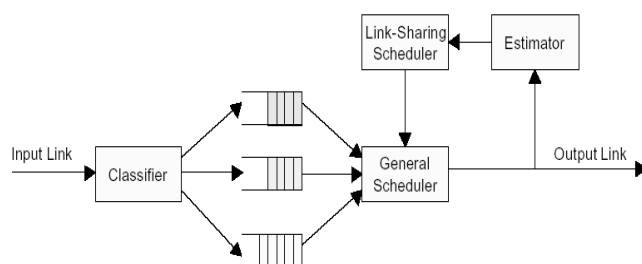 Link-Sharing
Scheduler
Estimator
Input Link
Classifier
General
Scheduler
Output Link